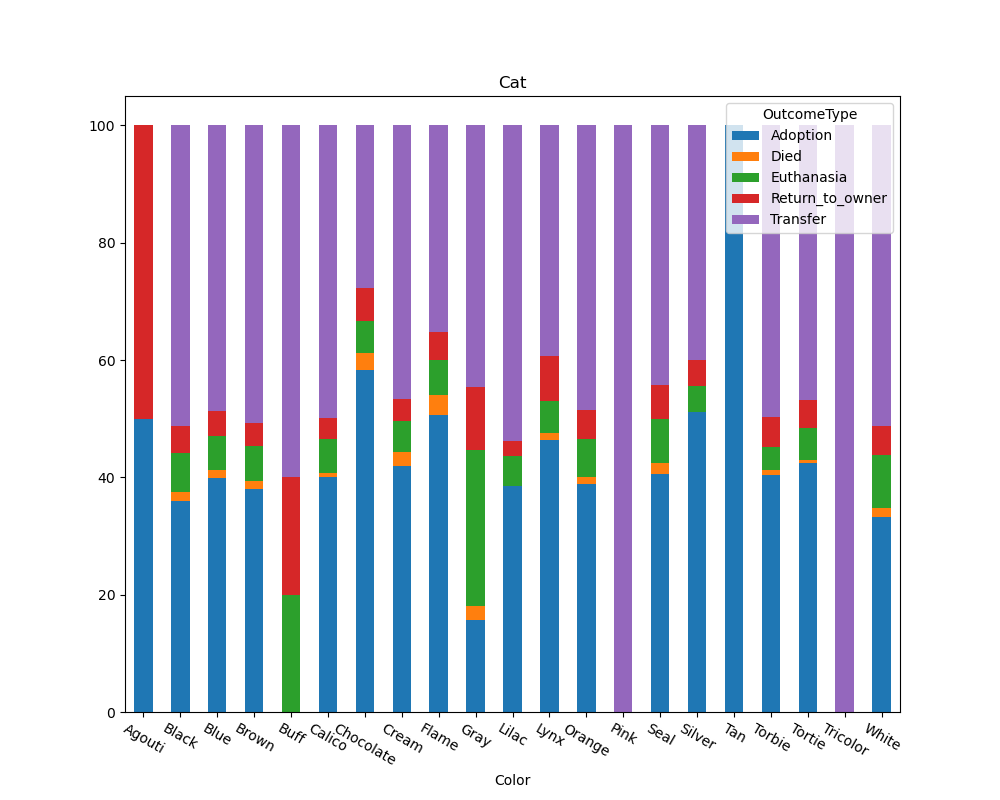 Cat
OutcomeType
Adoption
Died
Euthanasia
Return_to_owner
Transfer
100
80
60
40
20
0
Agouti
Black
Blue
Brown
Buff
Calico
Chocolate
Cream
Flame
Gray
Lilac
Lynx
Orange
Pink
Seal
Silver
Tan
Torbie
Tortie
Tricolor
White
Color